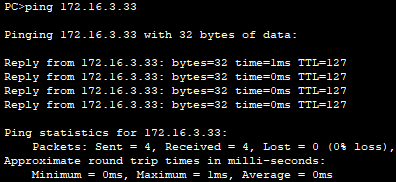 PC>ping 172.16.3.33
Pinging 172.16.3.33 with 32 bytes of data:
Reply from 172.16.3.33: bytes=32 time=1ms TTL=127
Reply from 172.16.3.33: bytes=32 time=0ms TTL=127
Reply from 172.16.3.33: bytes=32 time=0ms TTL=127
Reply from 172.16.3.33: bytes=32 time=0ms TTL=127
Ping statistics for 172.16.3.33:
Packets: Sent = 4, Received = 4, Lost = 0 (0% loss),
Approximate round trip times in milli-seconds:
Minimum = 0ms, Maximum = 1ms, Average = 0ms